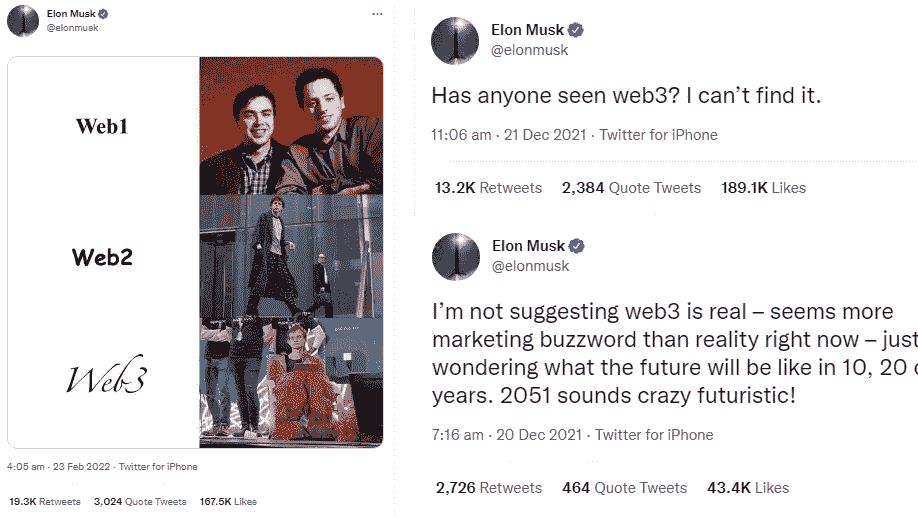 Elon Musk
@elonmusk
Web1
Web2
Web3
4:05 am · 23 Feb 2022 · Twitter for iPhone
19.3K Retweets 3,024 Quote Tweets 167.5K Likes
Elon Musk
@elonmusk
Has anyone seen web3? I can’t find it.
11:06 am · 21 Dec 2021 · Twitter for iPhone
13.2K Retweets 2,384 Quote Tweets 189.1K Likes
Elon Musk
@elonmusk
I’m not suggesting web3 is real – seems more
marketing buzzword than reality right now – just
wondering what the future will be like in 10, 20
years. 2051 sounds crazy futuristic!
7:16 am · 20 Dec 2021 · Twitter for iPhone
2,726 Retweets 464 Quote Tweets 43.4K Likes